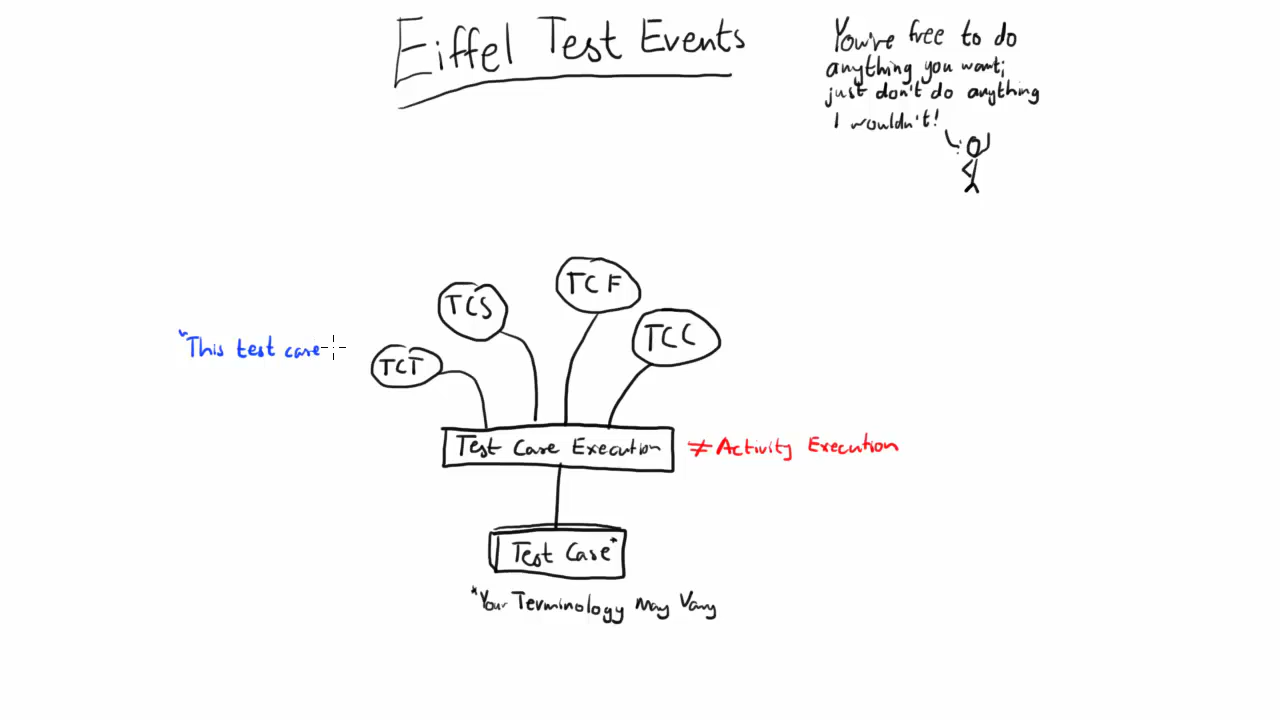 Eiffel Test Events
You're free to do
anything you want;
just don't do anything
I wouldn't!
TCF
TCS
TCC
"This test case
TCT
Test Case Execution
≠ Activity Execution
Test Case*
*Your Terminology May Vary